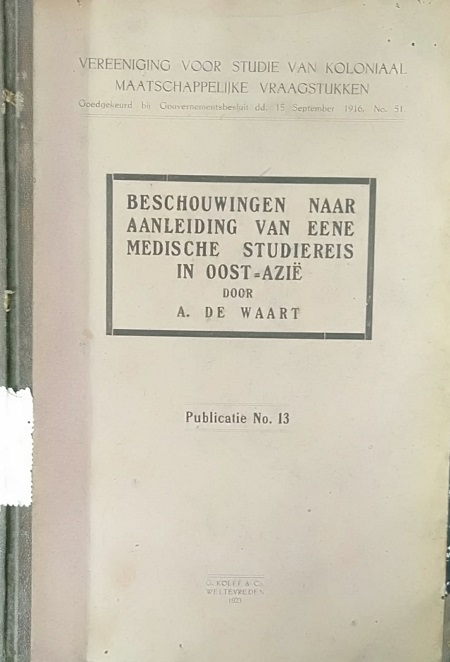 VEREENIGING VOOR STUDIE VAN KOLONIAAL
MAATSCHAPPELIJKE VRAAGSTUKKEN
Goedgekeurd bij Gouvernementsbesluit dd. 15 September 1916, No. 51.
BESCHOUWINGEN NAAR
AANLEIDING VAN EENE
MEDISCHE STUDIEREIS
IN OOST=AZIË
DOOR
A. DE WAART
Publicatie No. 13
G. KOLFF & Co.
WELTEVREDEN